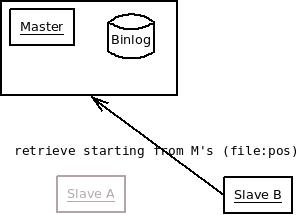 Master
Binlog
retrieve starting from M's (file:pos)
Slave A
Slave B